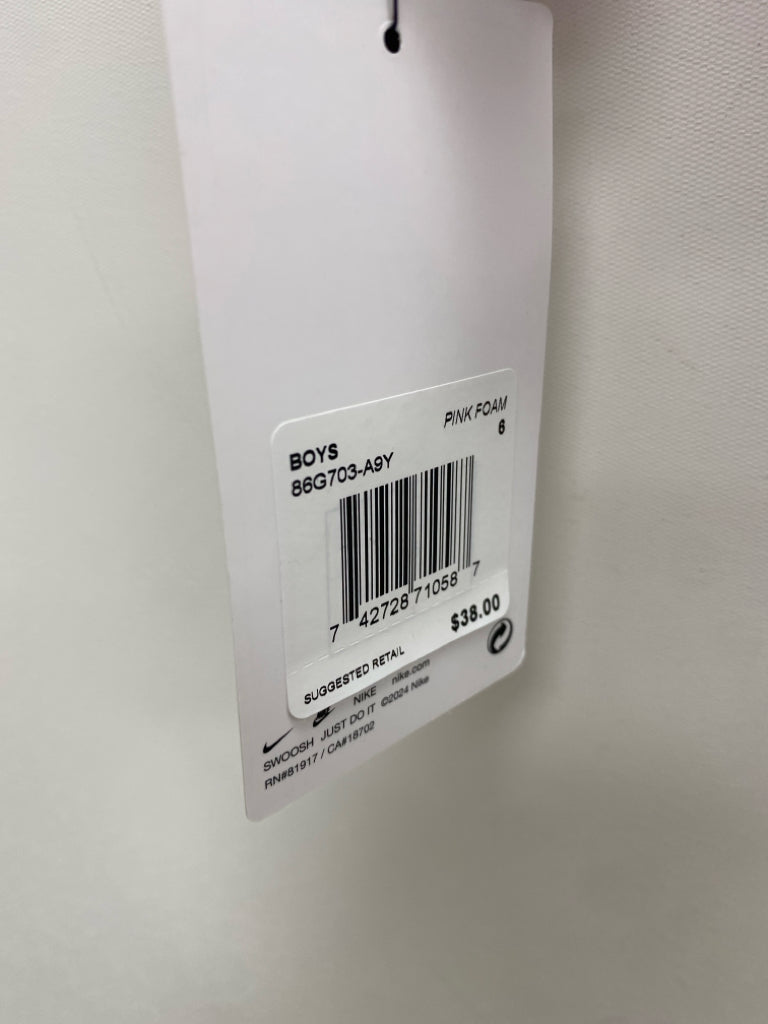 BOYS
PINK FOAM
86G703-A9Y
6
7 42728 71058 7
$38.00
SUGGESTED RETAIL
NIKE nike.com
SWOOSH JUST DO IT ©2024 Nike
RN#81917 / CA#18702